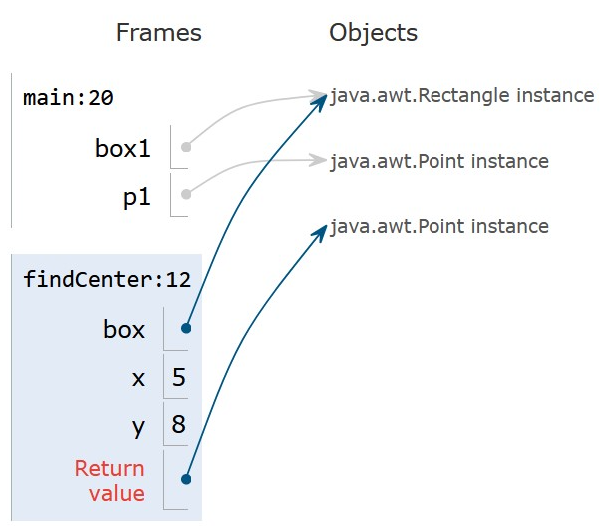 Frames
Objects
main:20
java.awt.Rectangle instance
box1
java.awt.Point instance
p1
java.awt.Point instance
findCenter:12
box
x 5
y 8
Return
value